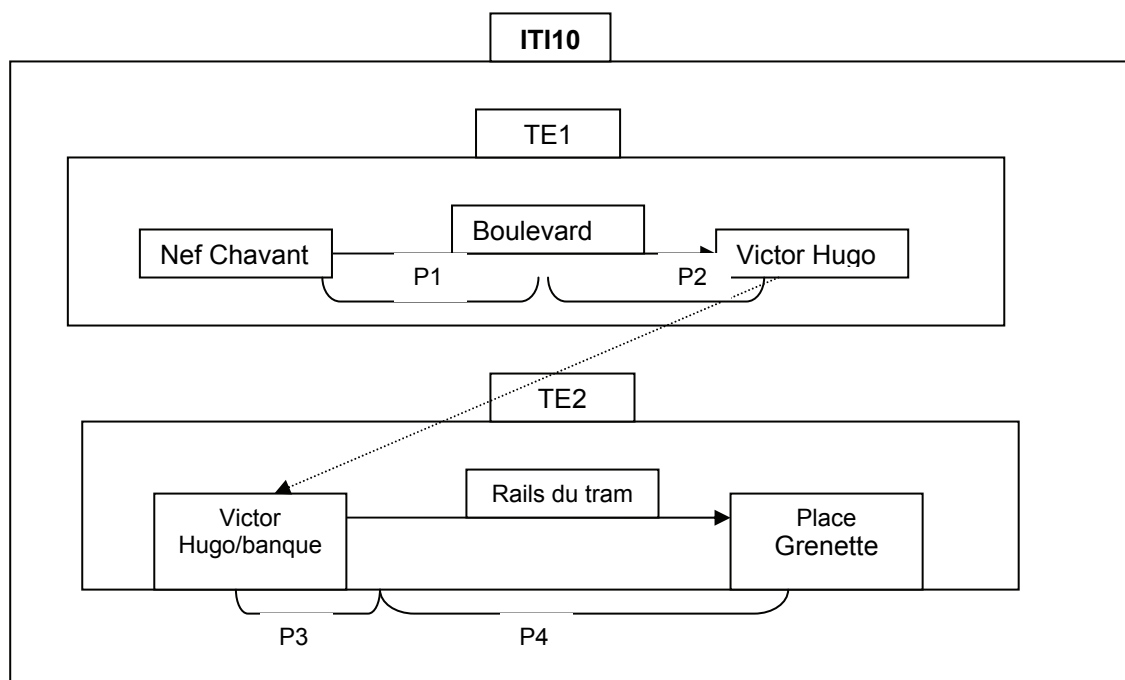 ITI10
TE1
Boulevard
Nef Chavant
Victor Hugo
P1
P2
TE2
Rails du tram
Victor
Hugo/banque
Place
Grenette
P3
P4